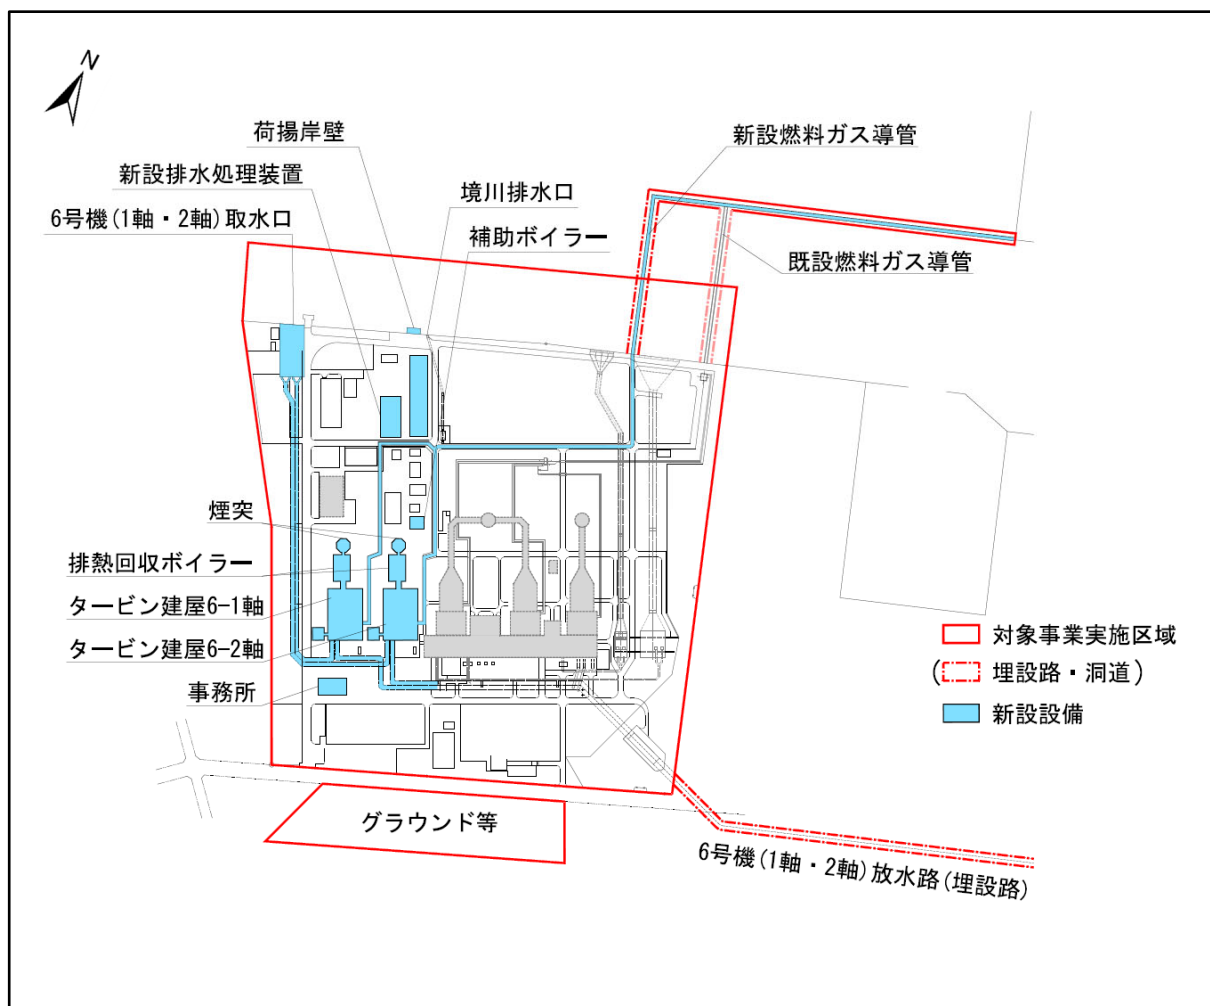 N
荷揚岸壁
新設燃料ガス導管
新設排水処理装置
境川排水口
6号機(1軸・2軸)取水口
補助ボイラー
既設燃料ガス導管
煙突
排熱回収ボイラー
タービン建屋6-1軸
タービン建屋6-2軸
事務所
対象事業実施区域
(埋設路・洞道)
新設設備
グラウンド等
6号機(1軸・2軸)放水路(埋設路)